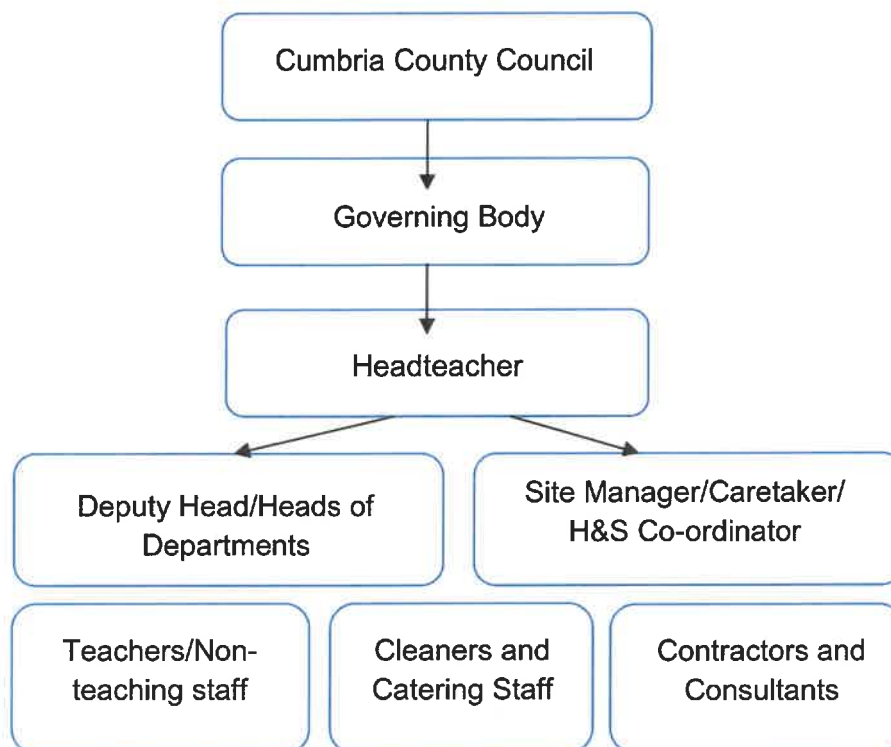 Cumbria County Council
Governing Body
Headteacher
Deputy Head/Heads of
Departments
Site Manager/Caretaker/
H&S Co-ordinator
Teachers/Non-
teaching staff
Cleaners and
Catering Staff
Contractors and
Consultants